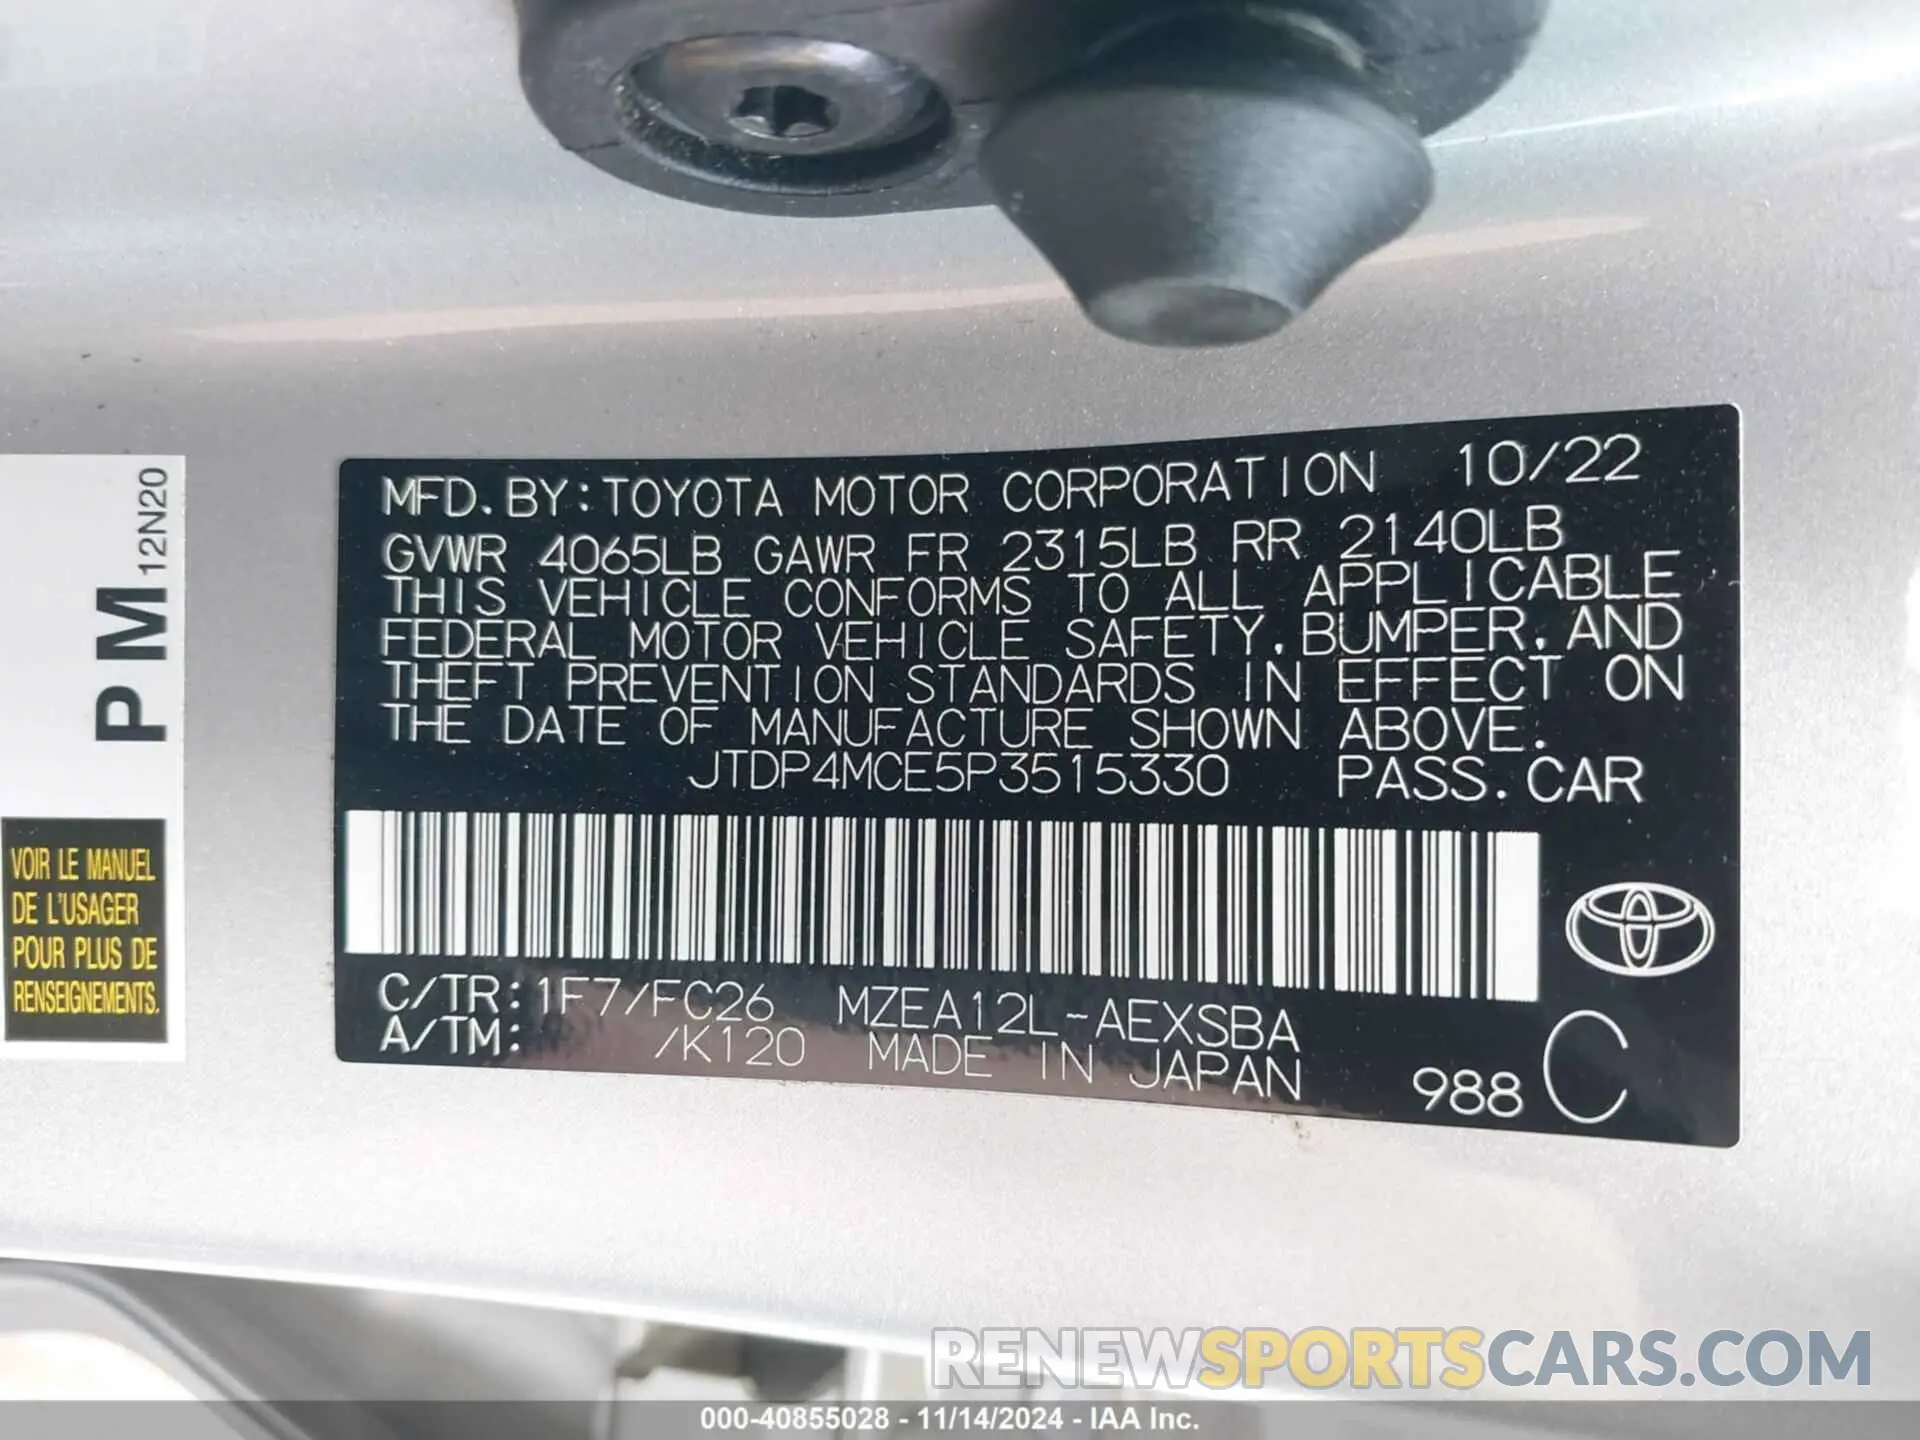 MFD. BY: TOYOTA MOTOR CORPORATION 10/22
GVWR 4065LB GAWR FR 2315LB RR 2140LB
THIS VEHICLE CONFORMS TO ALL APPLICABLE
FEDERAL MOTOR VEHICLE SAFETY, BUMPER, AND
THEFT PREVENTION STANDARDS IN EFFECT ON
THE DATE OF MANUFACTURE SHOWN ABOVE.
JTDP4MCE5P3515330 PASS. CAR
C/TR: 1F7/FC26 MZEA12L-AEXSBA
A/TM: /K120 MADE IN JAPAN
988 C
P M 12N20
VOIR LE MANUEL
DE L'USAGER
POUR PLUS DE
RENSEIGNEMENTS.
RENEWSPORTSCARS.COM
000-40855028 - 11/14/2024 - IAA Inc.